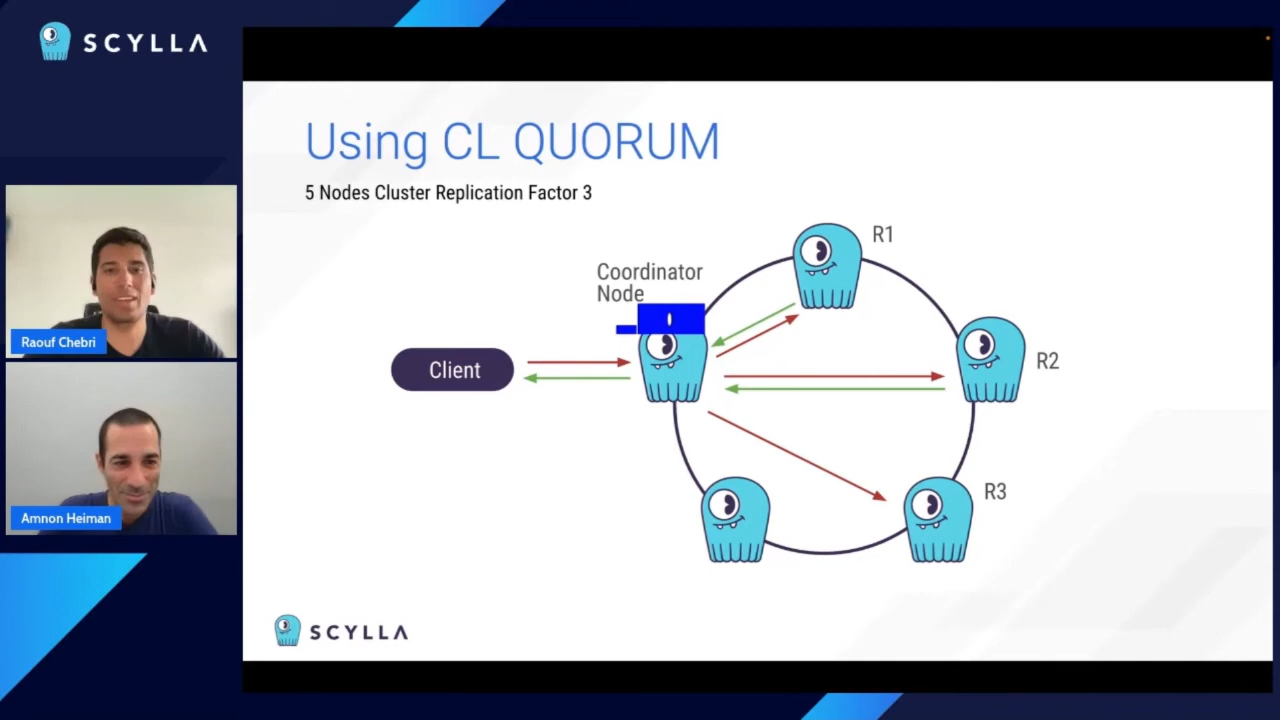 SCYLLA
Using CL QUORUM
5 Nodes Cluster Replication Factor 3
R1
Coordinator
Node
Client
R2
R3
Raouf Chebri
Amnon Heiman
SCYLLA